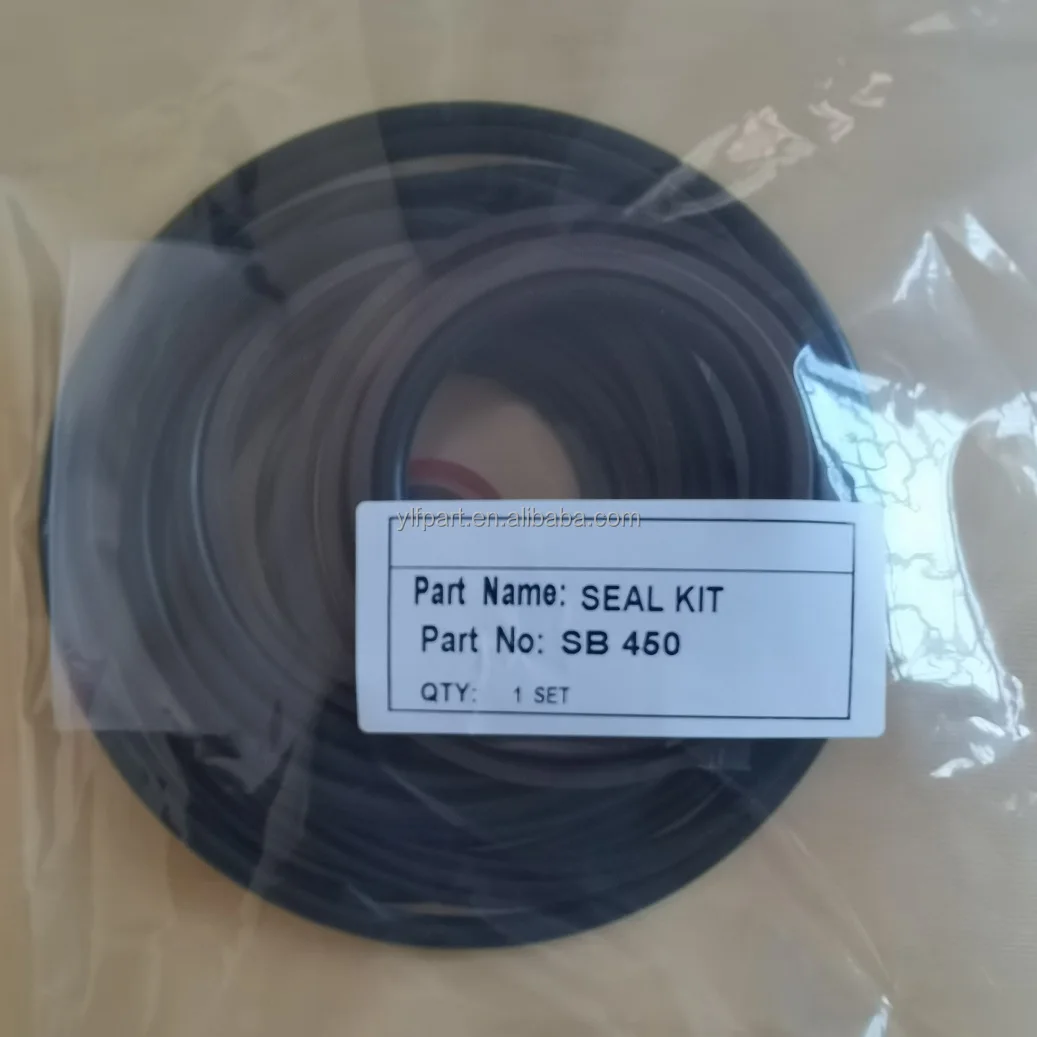 ylfpart.en.alibaba.com
Part Name: SEAL KIT
Part No: SB 450
QTY: 1 SET